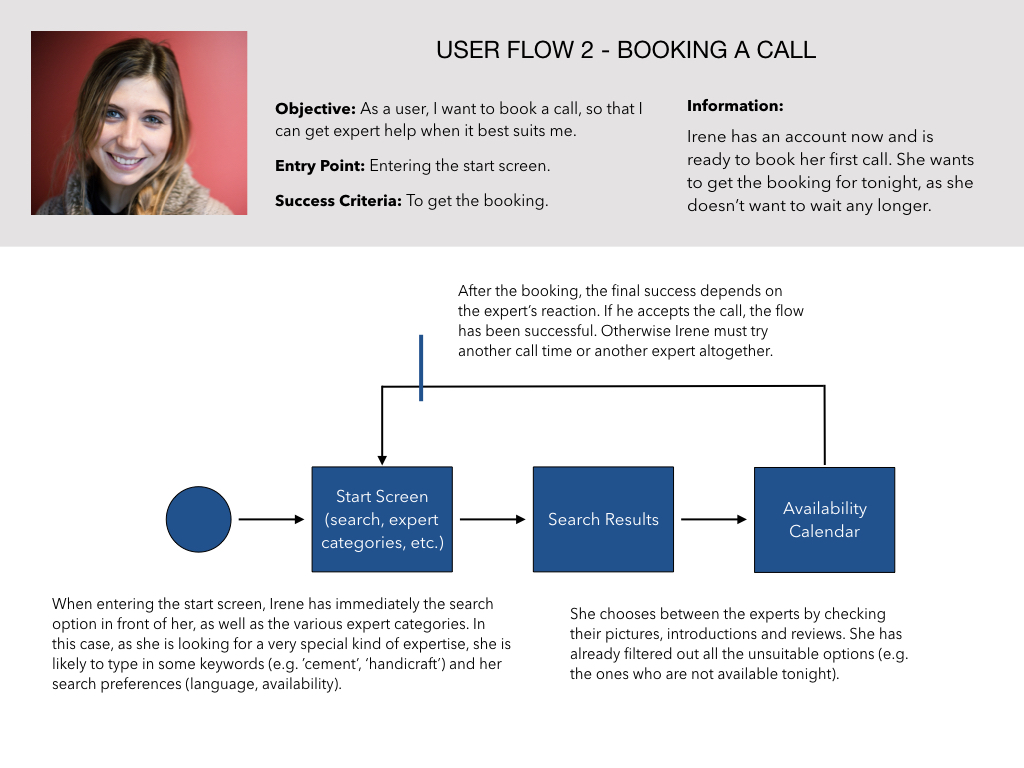 USER FLOW 2 - BOOKING A CALL
Objective: As a user, I want to book a call, so that I
can get expert help when it best suits me.
Entry Point: Entering the start screen.
Success Criteria: To get the booking.
Information:
Irene has an account now and is
ready to book her first call. She wants
to get the booking for tonight, as she
doesn’t want to wait any longer.
After the booking, the final success depends on
the expert’s reaction. If he accepts the call, the flow
has been successful. Otherwise Irene must try
another call time or another expert altogether.
Start Screen
(search, expert
categories, etc.)
Search Results
Availability
Calendar
When entering the start screen, Irene has immediately the search
option in front of her, as well as the various expert categories. In
this case, as she is looking for a very special kind of expertise, she is
likely to type in some keywords (e.g. ‘cement’, ‘handicraft’) and her
search preferences (language, availability).
She chooses between the experts by checking
their pictures, introductions and reviews. She has
already filtered out all the unsuitable options (e.g.
the ones who are not available tonight).